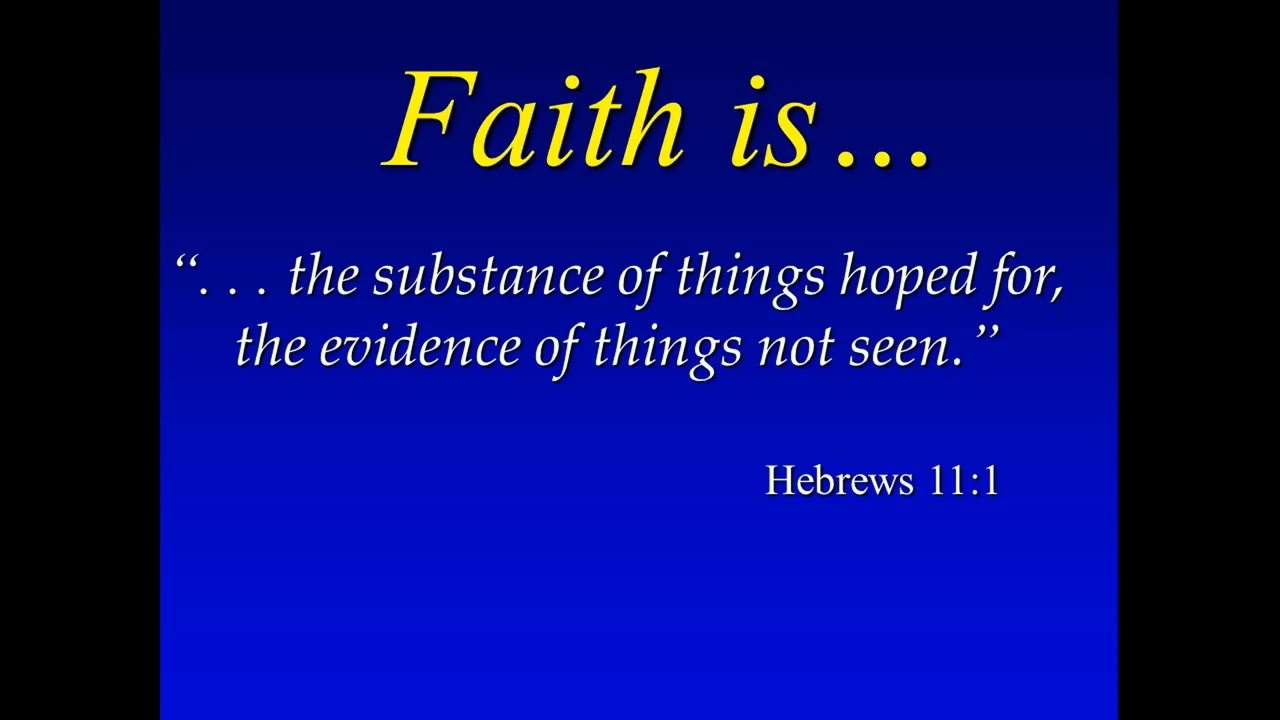 Faith is…
“. . . the substance of things hoped for,
the evidence of things not seen.”
Hebrews 11:1